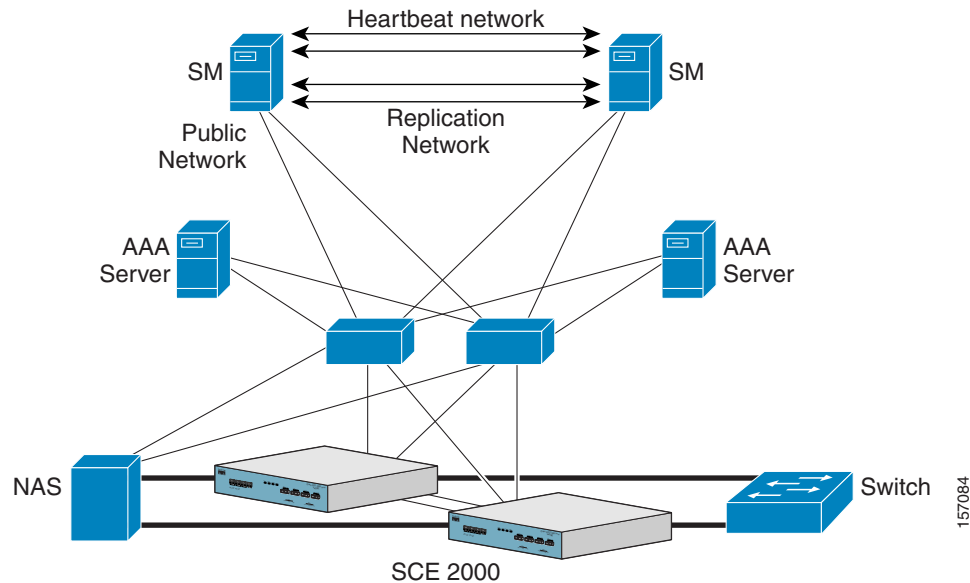 Heartbeat network
SM
SM
Replication
Network
Public
Network
AAA
Server
AAA
Server
NAS
Switch
SCE 2000
157084